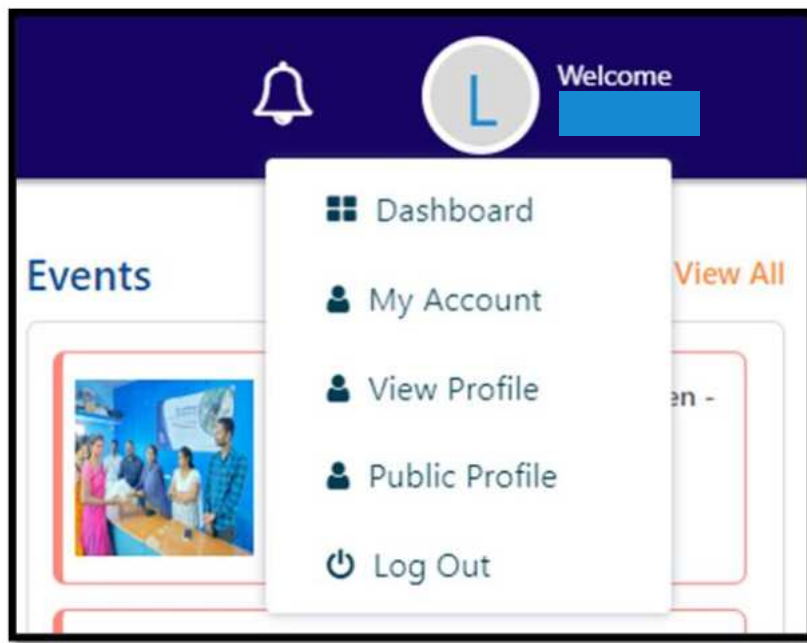 L
Welcome
Dashboard
Events
View All
My Account
View Profile
en -
Public Profile
Log Out